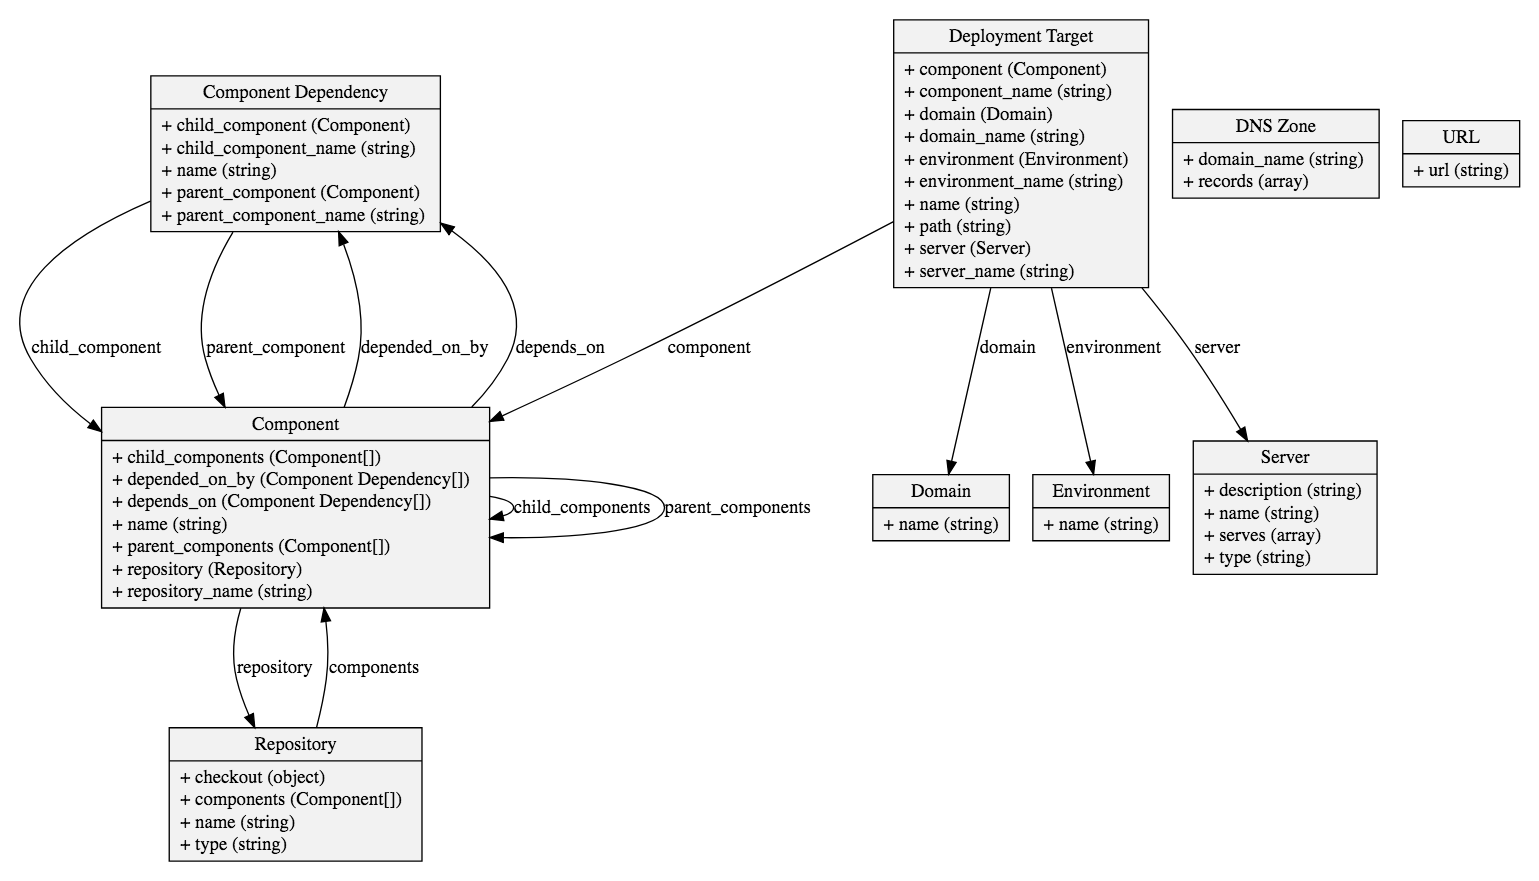 Deployment Target
+ component (Component)
+ component_name (string)
+ domain (Domain)
+ domain_name (string)
+ environment (Environment)
+ environment_name (string)
+ name (string)
+ path (string)
+ server (Server)
+ server_name (string)
Component Dependency
+ child_component (Component)
+ child_component_name (string)
+ name (string)
+ parent_component (Component)
+ parent_component_name (string)
DNS Zone
+ domain_name (string)
+ records (array)
URL
+ url (string)
child_component
parent_component
depended_on_by
depends_on
component
domain
environment
server
Component
+ child_components (Component[])
+ depended_on_by (Component Dependency[])
+ depends_on (Component Dependency[])
+ name (string)
+ parent_components (Component[])
+ repository (Repository)
+ repository_name (string)
child_components
parent_components
Domain
+ name (string)
Environment
+ name (string)
Server
+ description (string)
+ name (string)
+ serves (array)
+ type (string)
repository
components
Repository
+ checkout (object)
+ components (Component[])
+ name (string)
+ type (string)